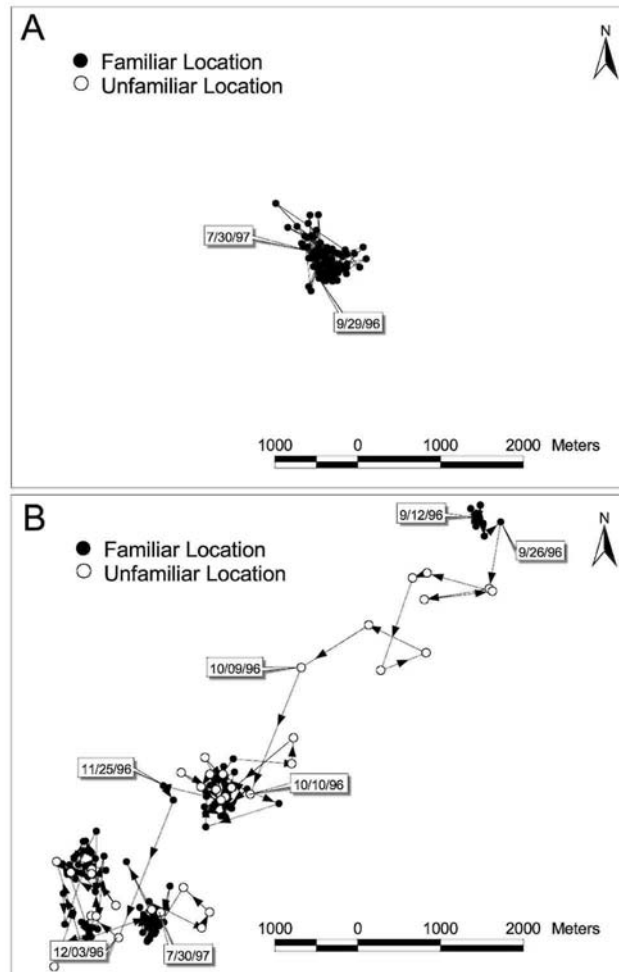 A
N
Familiar Location
Unfamiliar Location
7/30/97
9/29/96
1000 0 1000 2000 Meters
B
N
9/12/96
Familiar Location
Unfamiliar Location
9/26/96
10/09/96
11/25/96
10/10/96
12/03/96
7/30/97
1000 0 1000 2000 Meters